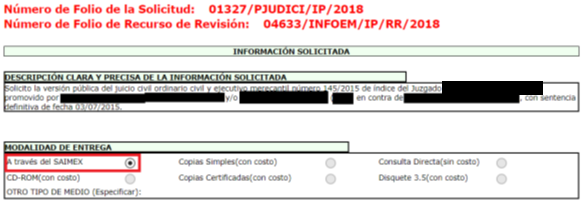 Número de Folio de la Solicitud: 01327/PJUDICI/IP/2018
Número de Folio de Recurso de Revisión: 04633/INFOEM/IP/RR/2018
INFORMACIÓN SOLICITADA
DESCRIPCIÓN CLARA Y PRECISA DE LA INFORMACIÓN SOLICITADA
Solicito la versión pública del juicio civil ordinario civil y ejecutivo merecantil número 145/2015 de índice del Juzgado
promovido por y/o en contra de , con sentencia
definitiva de fecha 03/07/2015.
MODALIDAD DE ENTREGA
A través del SAIMEX Copias Simples(con costo) Consulta Directa(sin costo)
CD-ROM(con costo) Copias Certificadas(con costo) Disquete 3.5(con costo)
OTRO TIPO DE MEDIO (Especificar):